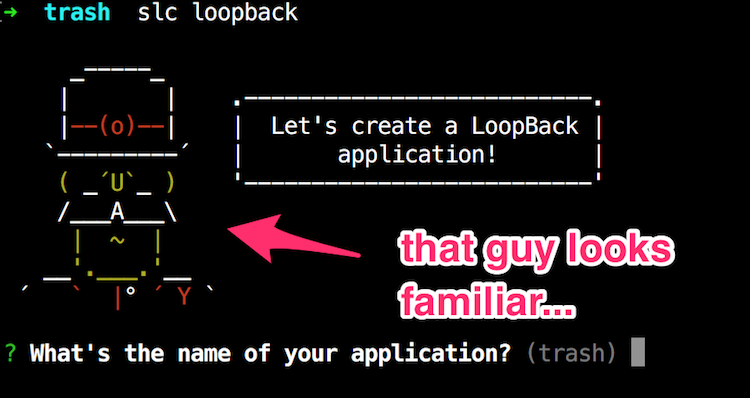 → trash slc loopback
Let's create a LoopBack
application!
that guy looks
familiar...
? What's the name of your application? (trash)